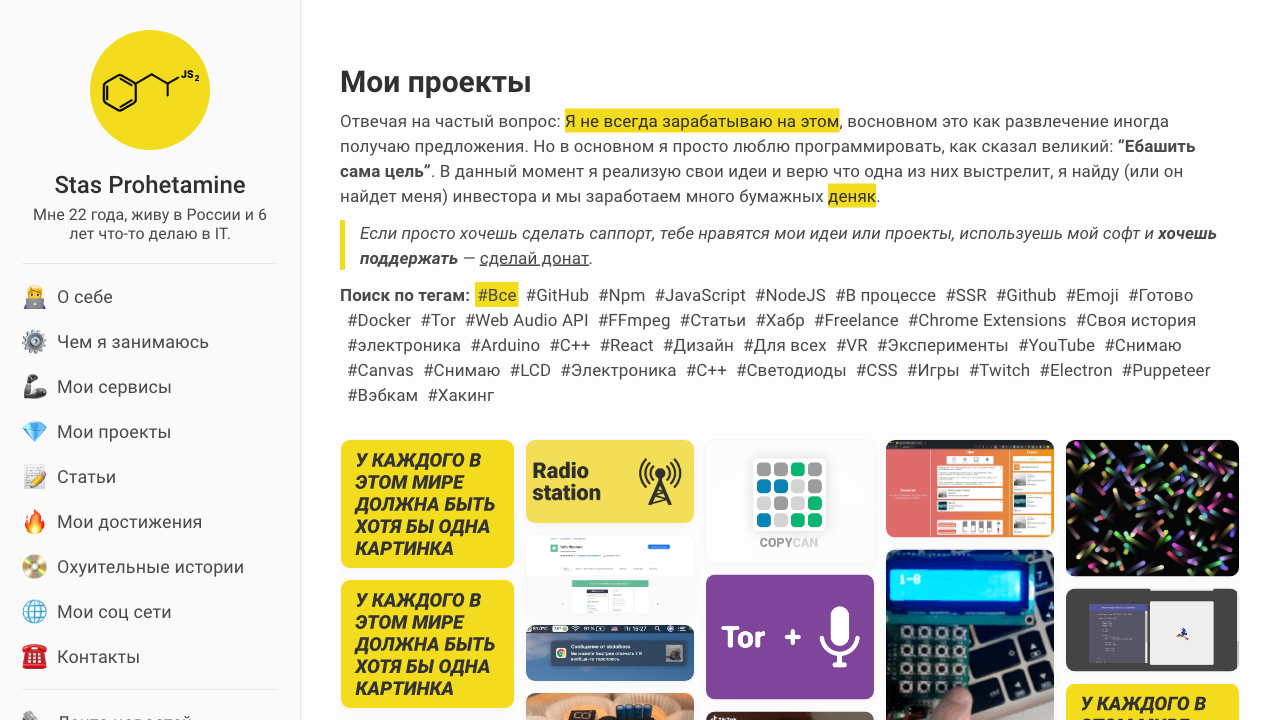 JS2
Stas Prohetamine
Мне 22 года, живу в России и 6
лет что-то делаю в IT.
О себе
Чем я занимаюсь
Мои сервисы
Мои проекты
Статьи
Мои достижения
Охуительные истории
Мои соц сети
Контакты
Мои проекты
Отвечая на частый вопрос: Я не всегда зарабатываю на этом, восновном это как развлечение иногда
получаю предложения. Но в основном я просто люблю программировать, как сказал великий: “Ебашить
сама цель”. В данный момент я реализую свои идеи и верю что одна из них выстрелит, я найду (или он
найдет меня) инвестора и мы заработаем много бумажных деняк.
Если просто хочешь сделать саппорт, тебе нравятся мои идеи или проекты, используешь мой софт и хочешь
поддержать — сделай донат.
Поиск по тегам: #Все #GitHub #Npm #JavaScript #NodeJS #В процессе #SSR #Github #Emoji #Готово
#Docker #Tor #Web Audio API #FFmpeg #Статьи #Хабр #Freelance #Chrome Extensions #Своя история
#электроника #Arduino #C++ #React #Дизайн #Для всех #VR #Эксперименты #YouTube #Снимаю
#Canvas #Снимаю #LCD #Электроника #C++ #Светодиоды #CSS #Игры #Twitch #Electron #Puppeteer
#Вэбкам #Хакинг
У КАЖДОГО В
ЭТОМ МИРЕ
ДОЛЖНА БЫТЬ
ХОТЯ БЫ ОДНА
КАРТИНКА
У КАЖДОГО В
ЭТОМ МИРЕ
ДОЛЖНА БЫТЬ
ХОТЯ БЫ ОДНА
КАРТИНКА
Radio
station
Сообщение от abdolboss
COPYCAN
Tor +
1-8
У КАЖДОГО В